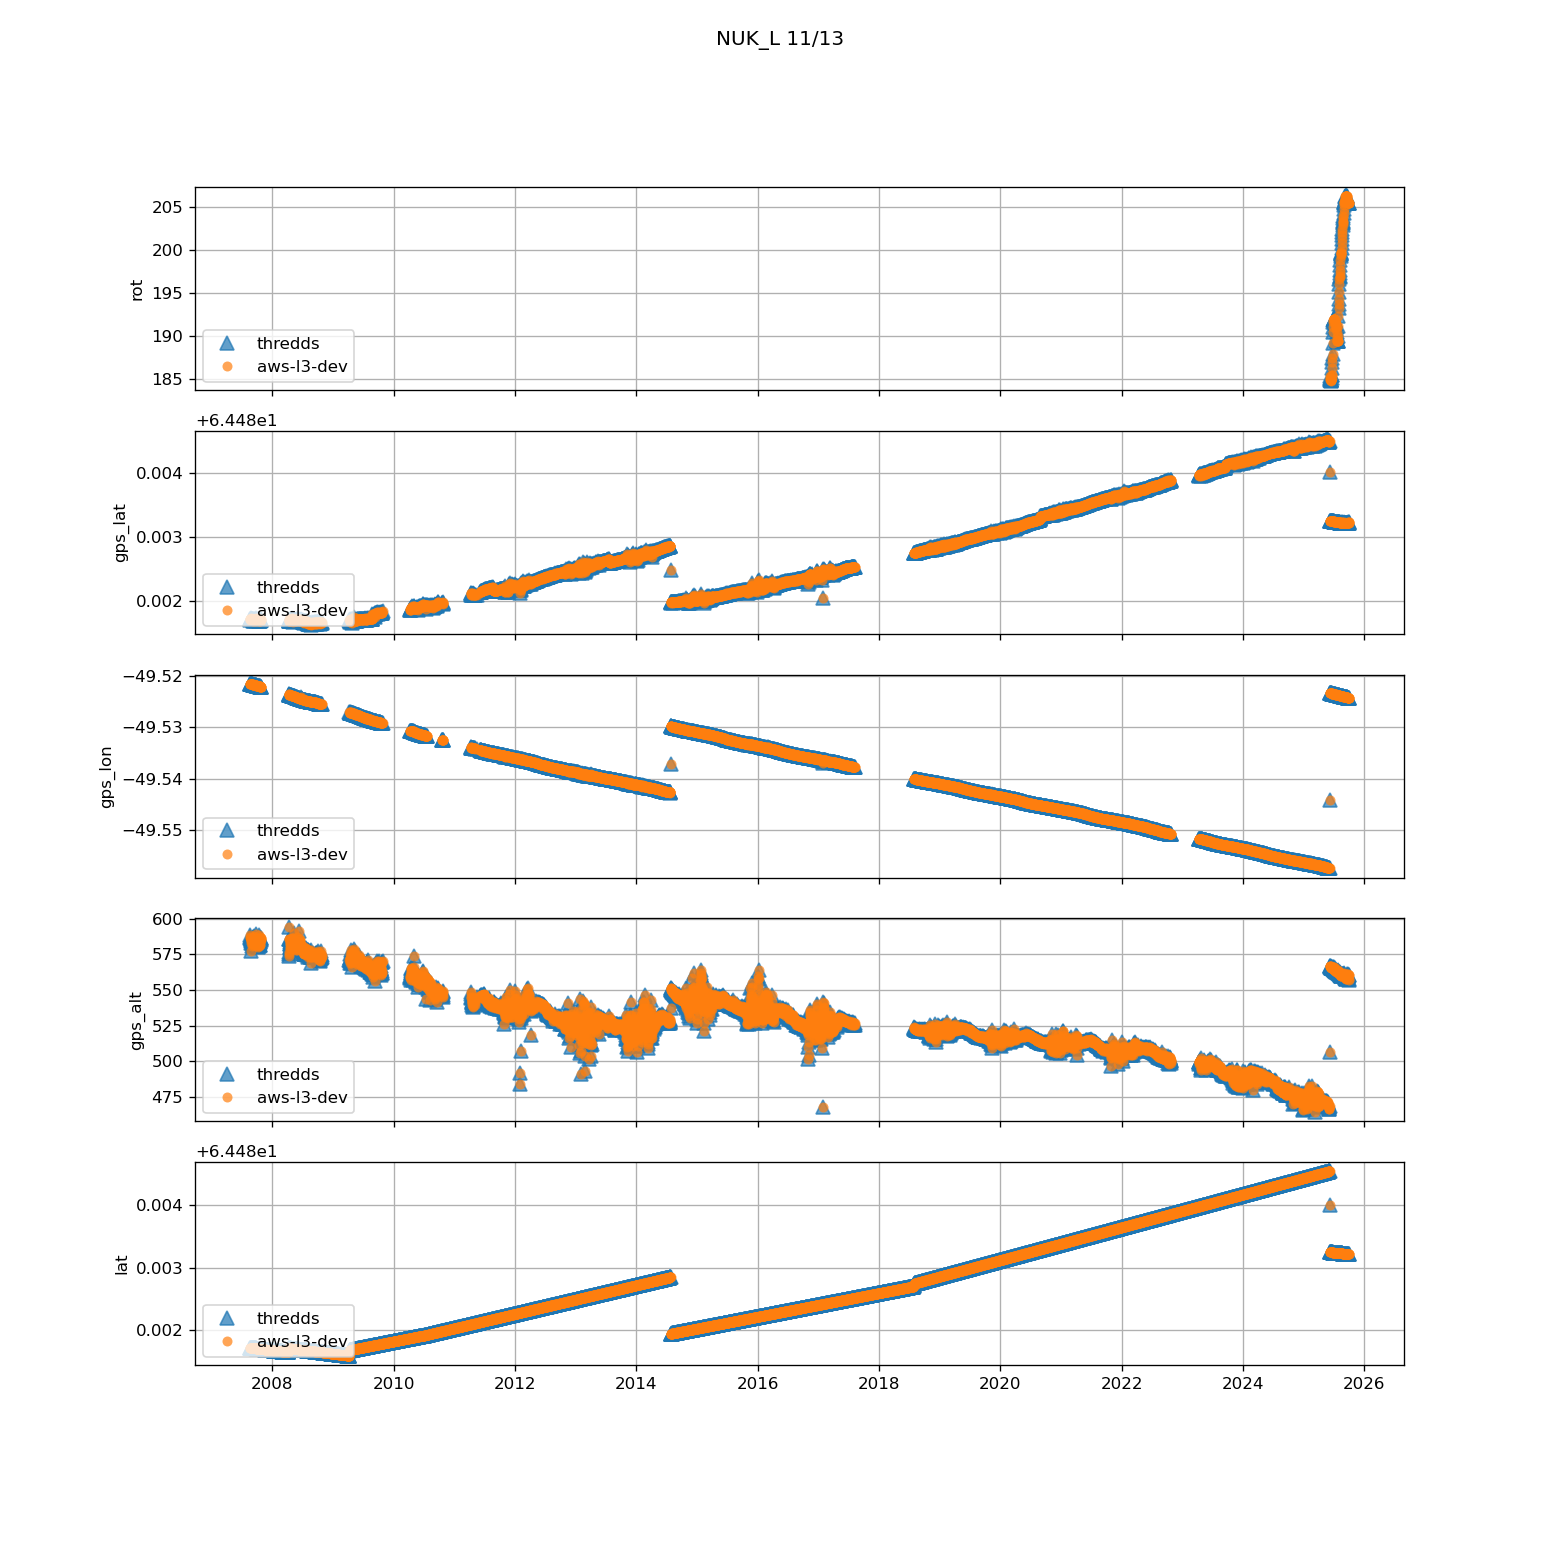 NUK_L 11/13
205
200
195
190
185
rot
thredds
aws-l3-dev
+6.448e1
0.004
0.003
0.002
gps_lat
thredds
aws-l3-dev
−49.52
−49.53
−49.54
−49.55
gps_lon
thredds
aws-l3-dev
600
575
550
525
500
475
gps_alt
thredds
aws-l3-dev
+6.448e1
0.004
0.003
0.002
lat
thredds
aws-l3-dev
2008 2010 2012 2014 2016 2018 2020 2022 2024 2026